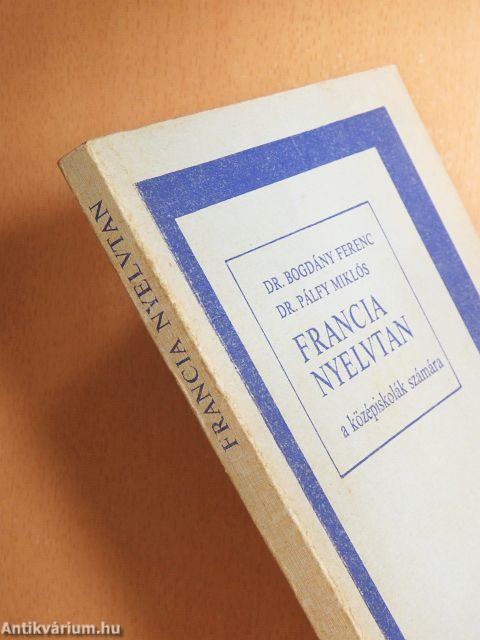 DR. BOGDÁNY FERENC
DR. PÁLFY MIKLÓS
FRANCIA
NYELVTAN
a középiskolák számára
FRANCIA NYELVTAN
Antikvárium.hu